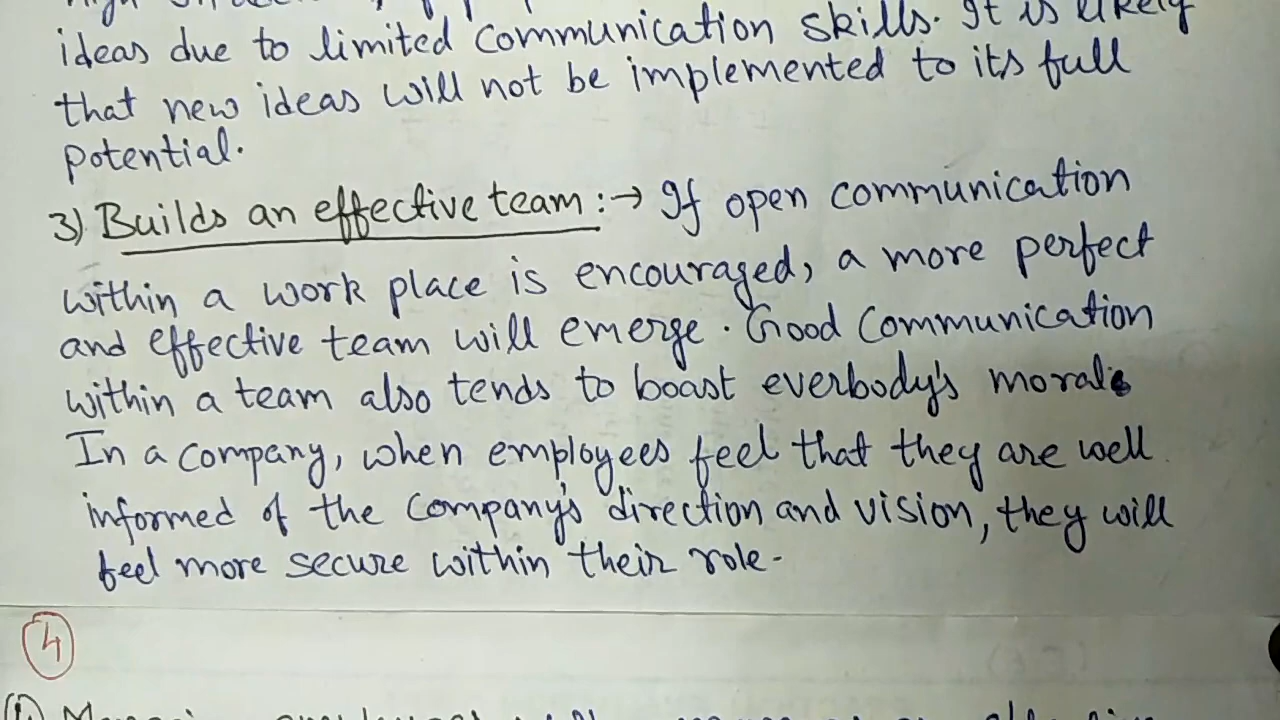 ideas due to limited communication skills. It is likely
that new ideas will not be implemented to its full
potential.
3) Builds an effective team :→ If open communication
within a work place is encouraged, a more perfect
and effective team will emerge. Good Communication
within a team also tends to boast everbody's morals
In a company, when employees feel that they are well
informed of the company's direction and vision, they will
feel more secure within their role.
4